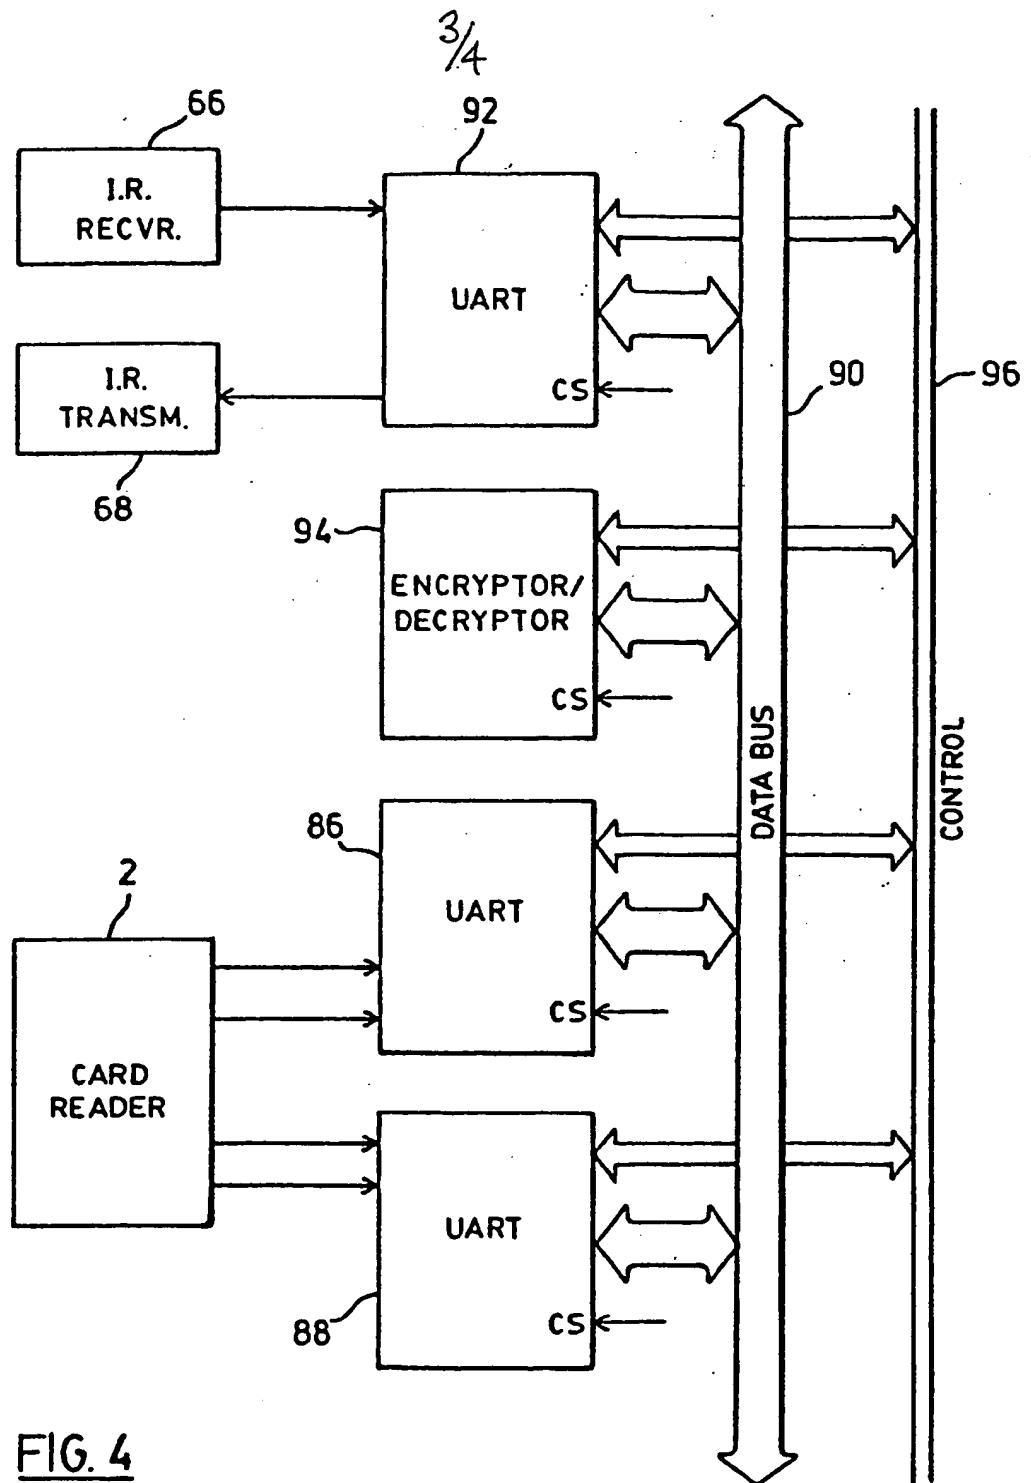 3/4
66
I.R.
RECVR.
92
UART
CS
I.R.
TRANSM.
68
90
96
94
ENCRYPTOR/
DECRYPTOR
CS
DATA BUS
CONTROL
86
UART
CS
2
CARD
READER
UART
CS
88
FIG. 4